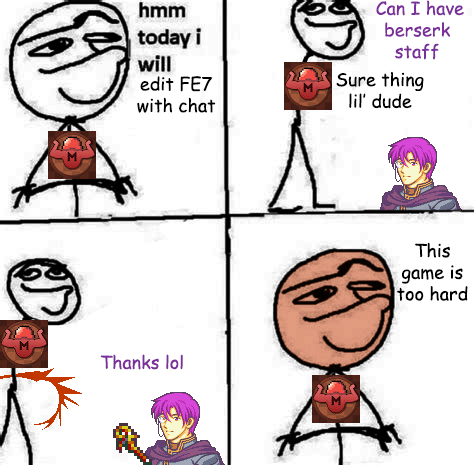 hmm
today i
will
edit FE7
with chat
M
Can I have
berserk
staff
Sure thing
lil' dude
M
Thanks lol
M
This
game is
too hard
M